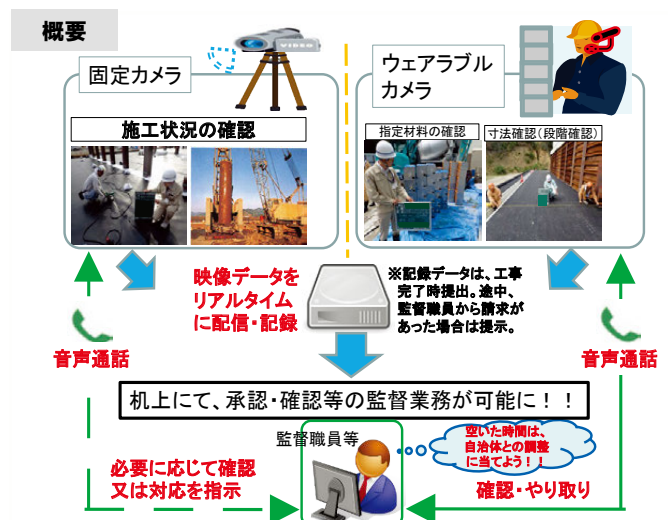 概要
固定カメラ
VIDEO
施工状況の確認
ウェアラブル
カメラ
指定材料の確認
寸法確認(段階確認)
映像データを
リアルタイム
に配信・記録
※記録データは、工事
完了時提出。途中、
監督職員から請求が
あった場合は提示。
音声通話
音声通話
机上にて、承認・確認等の監督業務が可能に！！
監督職員等
空いた時間は、
自治体との調整
に当てよう！！
必要に応じて確認
又は対応を指示
確認・やり取り